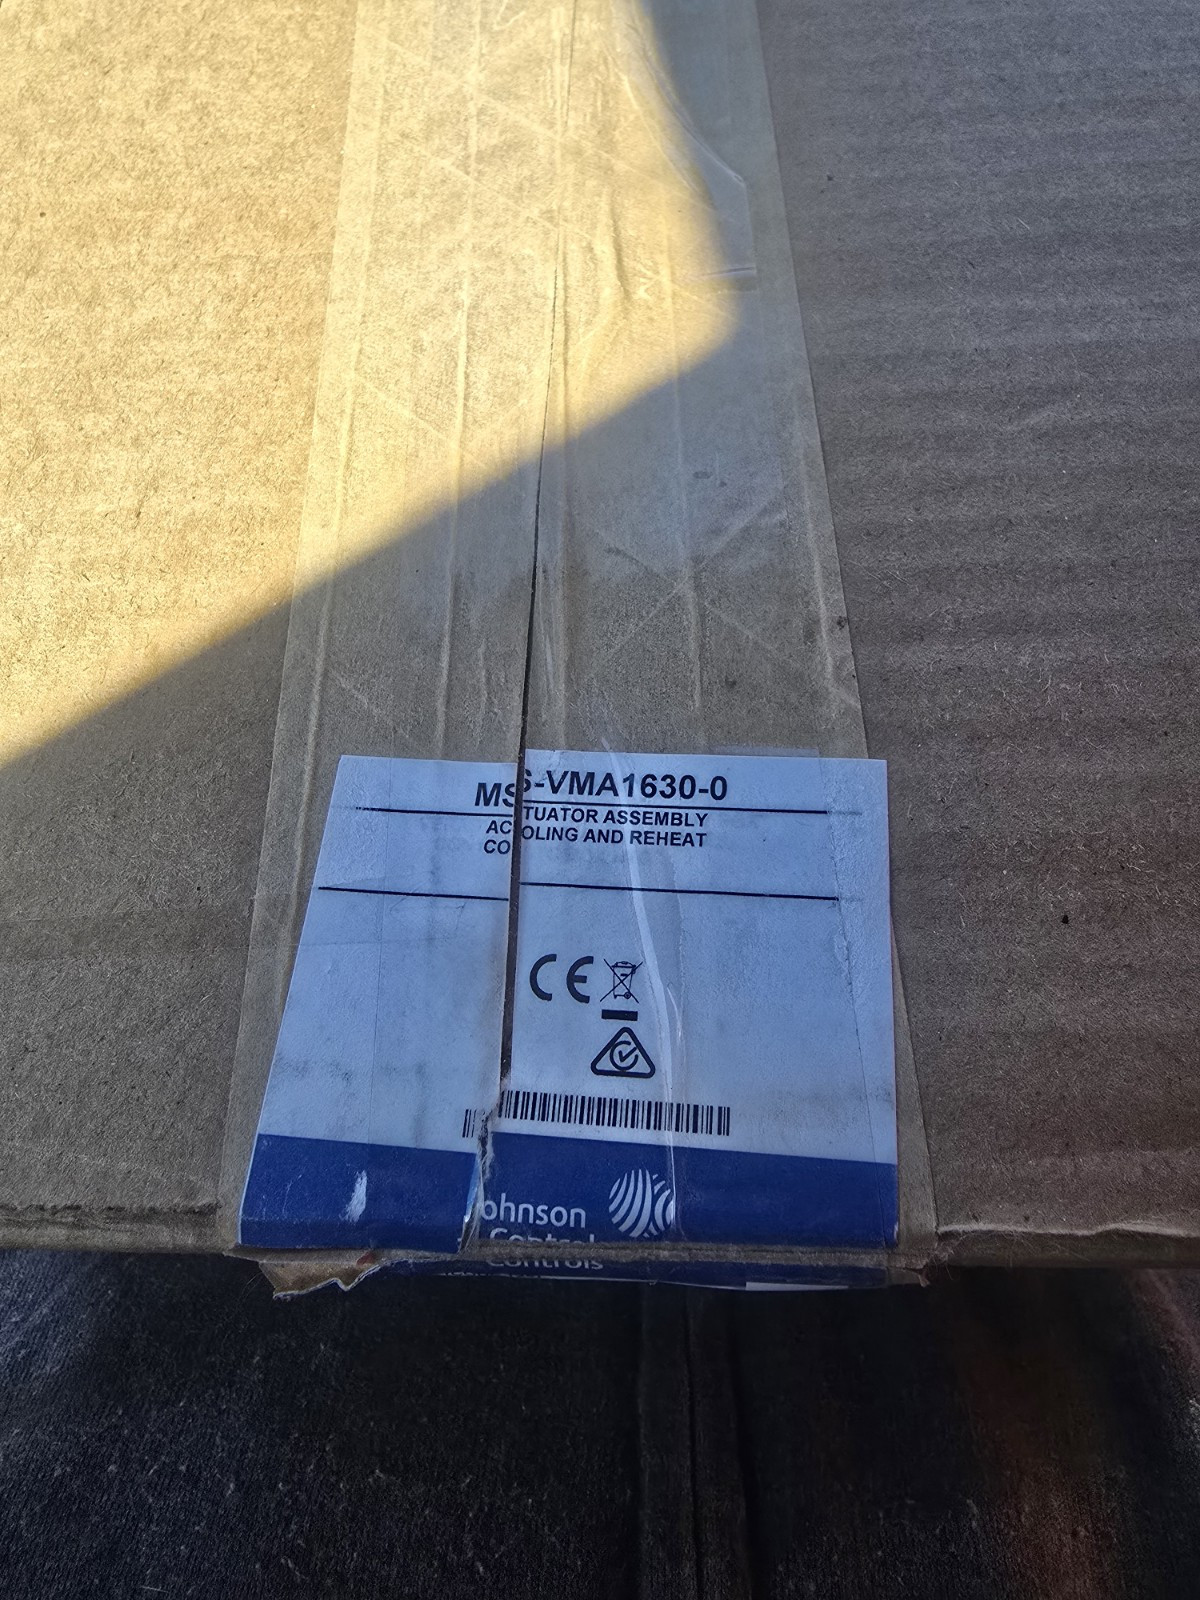 MS-VMA1630-0
ACTUATOR ASSEMBLY
COOLING AND REHEAT
CE
Johnson
Controls